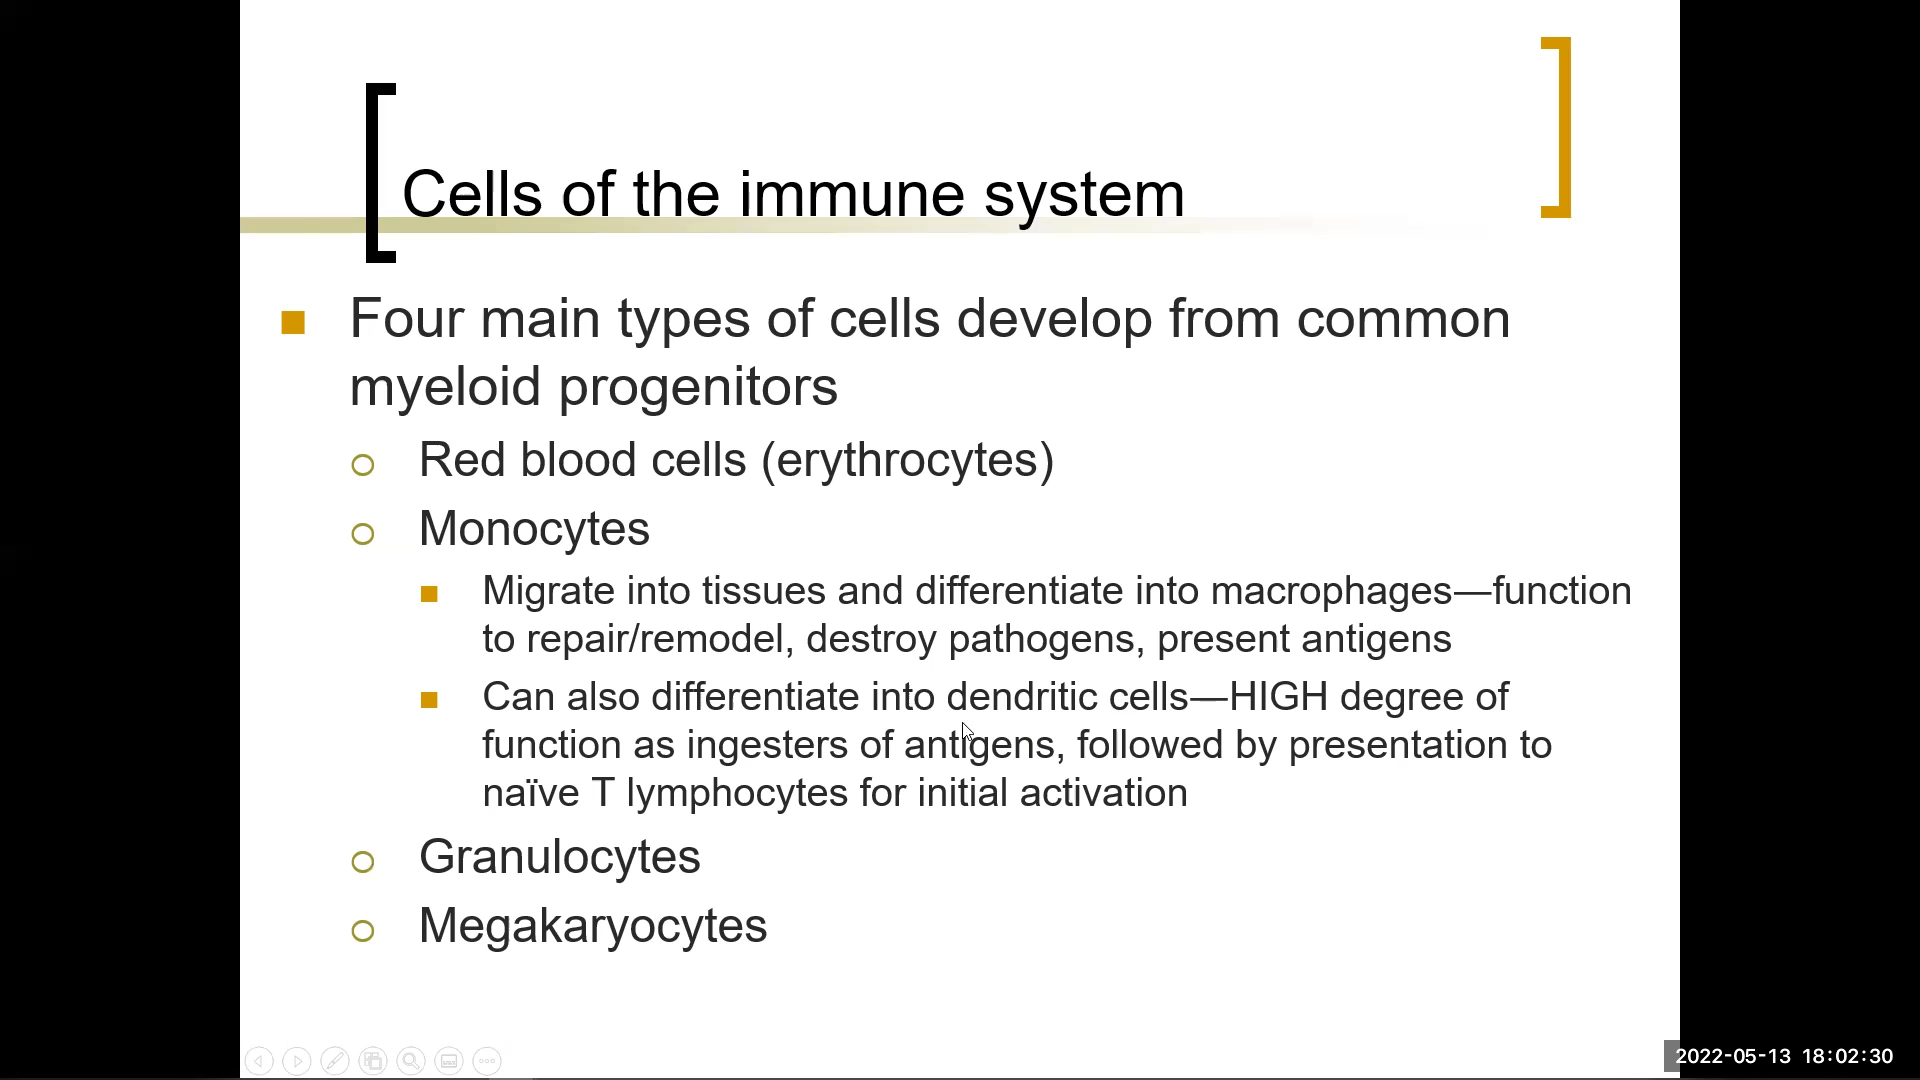 Cells of the immune system
Four main types of cells develop from common
myeloid progenitors
Red blood cells (erythrocytes)
Monocytes
Migrate into tissues and differentiate into macrophages—function
to repair/remodel, destroy pathogens, present antigens
Can also differentiate into dendritic cells—HIGH degree of
function as ingesters of antigens, followed by presentation to
naïve T lymphocytes for initial activation
Granulocytes
Megakaryocytes
2022-05-13 18:02:30